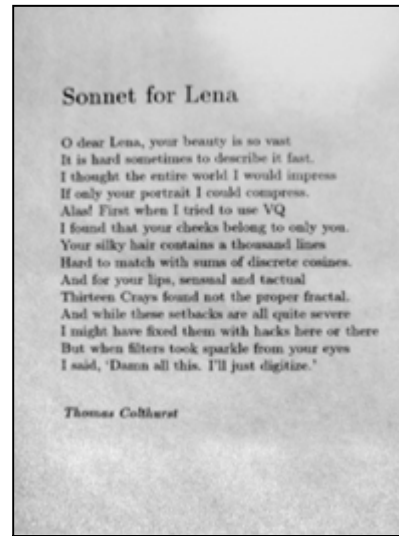 Sonnet for Lena
O dear Lena, your beauty is so vast
It is hard sometimes to describe it fast.
I thought the entire world I would impress
If only your portrait I could compress.
Alas! First when I tried to use VQ
I found that your cheeks belong to only you.
Your silky hair contains a thousand lines
Hard to match with sums of discrete cosines.
And for your lips, sensual and tactual
Thirteen Crays found not the proper fractal.
And while these setbacks are all quite severe
I might have fixed them with hacks here or there
But when filters took sparkle from your eyes
I said, 'Damn all this. I'll just digitize.'
Thomas Colthurst